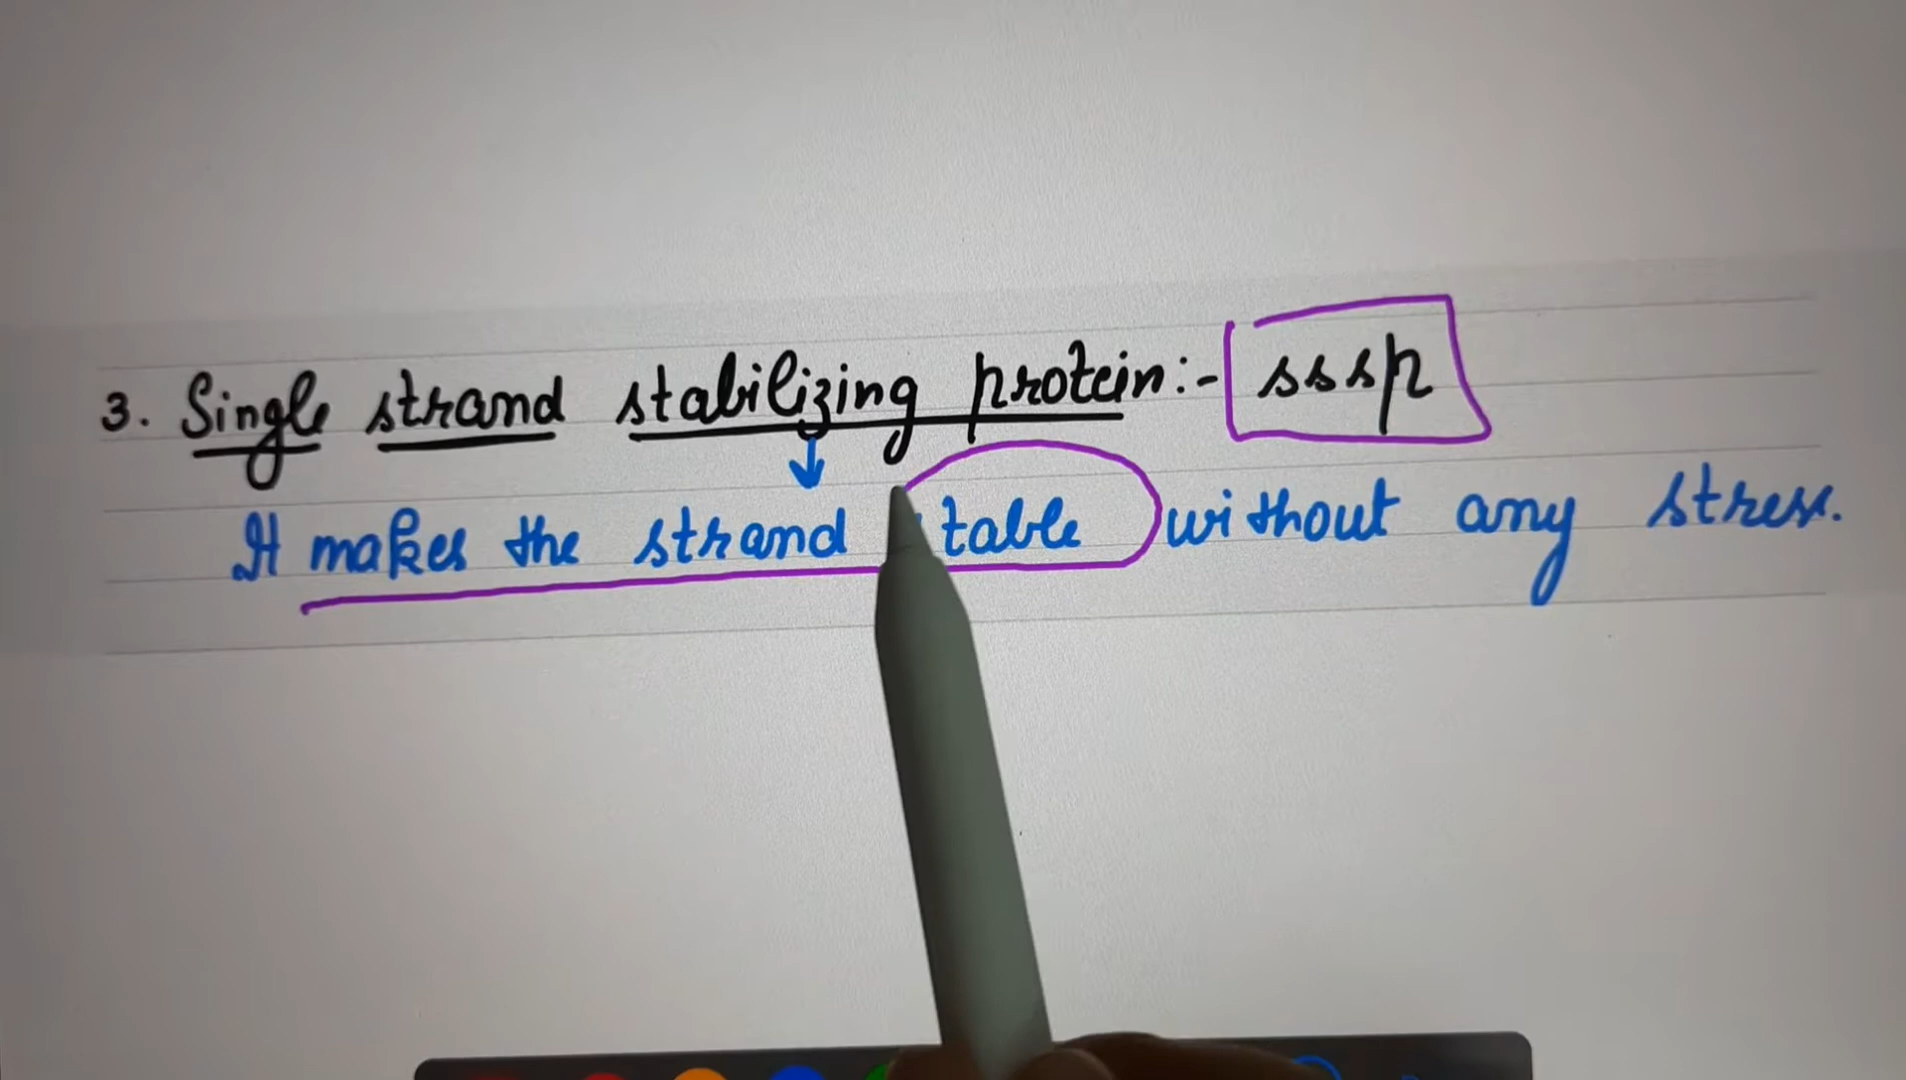 3. Single strand stabilizing protein:- sssp
It makes the strand table without any stress.